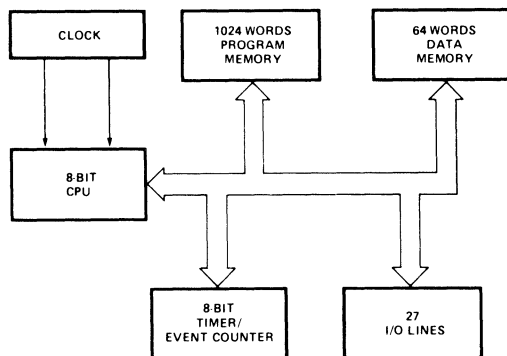 CLOCK
1024 WORDS
PROGRAM
MEMORY
64 WORDS
DATA
MEMORY
8-BIT
CPU
8-BIT
TIMER/
EVENT COUNTER
27
I/O LINES